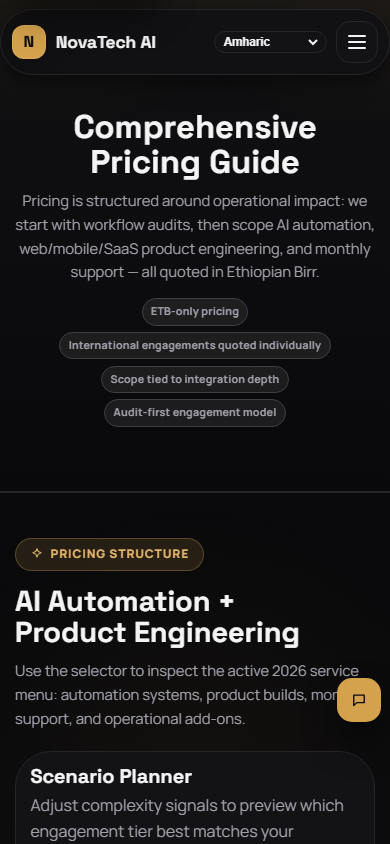 N NovaTech AI Amharic
Comprehensive
Pricing Guide
Pricing is structured around operational impact: we
start with workflow audits, then scope AI automation,
web/mobile/SaaS product engineering, and monthly
support — all quoted in Ethiopian Birr.
ETB-only pricing
International engagements quoted individually
Scope tied to integration depth
Audit-first engagement model
PRICING STRUCTURE
AI Automation +
Product Engineering
Use the selector to inspect the active 2026 service
menu: automation systems, product builds,
support, and operational add-ons.
Scenario Planner
Adjust complexity signals to preview which
engagement tier best matches your